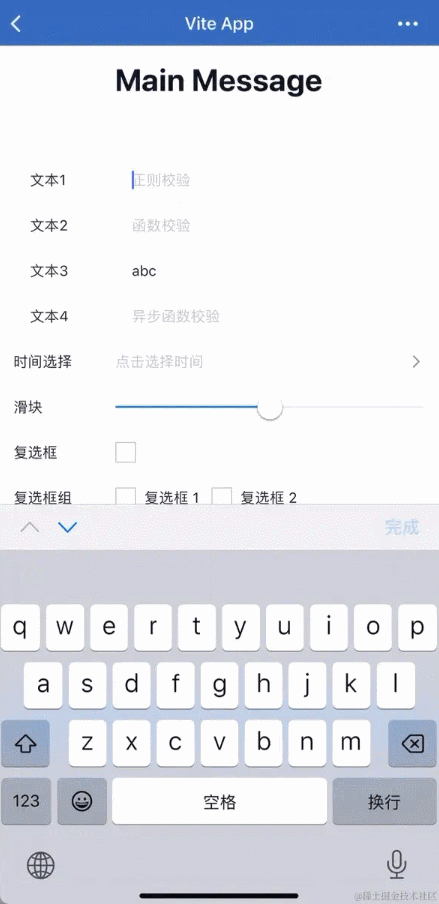 Vite App
Main Message
文本1 正则校验
文本2 函数校验
文本3 abc
文本4 异步函数校验
时间选择 点击选择时间
滑块
复选框
复选框组 复选框 1 复选框 2
完成
q w e r t y u i o p
a s d f g h j k l
z x c v b n m
123 空格 换行
@稀土掘金技术社区